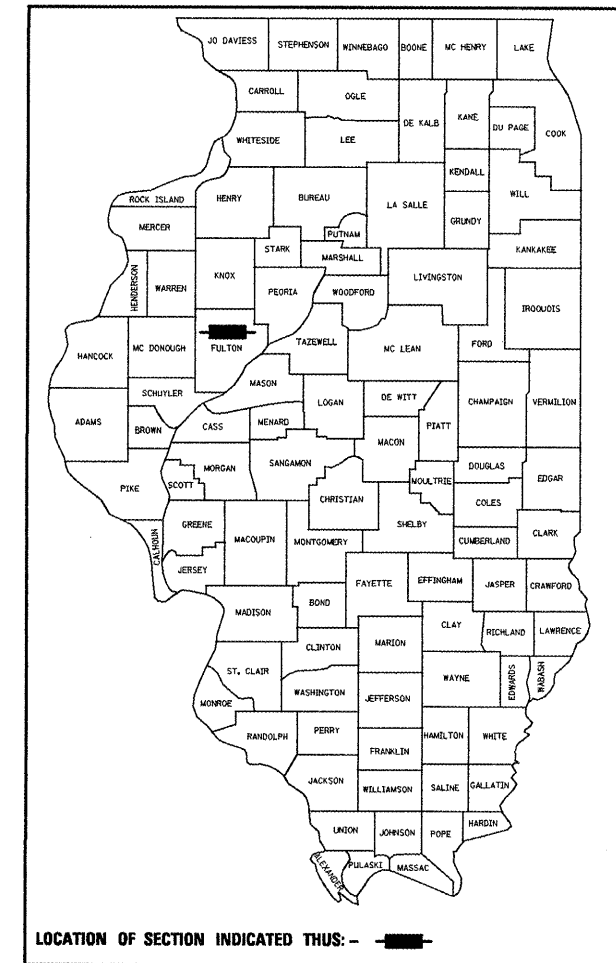 JO DAVIESS STEPHENSON WINNEBAGO BOONE MC HENRY LAKE
CARROLL OGLE DE KALB KANE DU PAGE COOK
WHITESIDE LEE KENDALL WILL
ROCK ISLAND HENRY BUREAU LA SALLE GRUNDY
MERCER PUTNAM KANKAKEE
HENDERSON WARREN KNOX STARK MARSHALL LIVINGSTON
PEORIA WOODFORD IROQUOIS
HANCOCK MC DONOUGH FULTON TAZEWELL MC LEAN FORD
SCHUYLER MASON LOGAN DE WITT CHAMPAIGN VERMILION
ADAMS BROWN CASS MENARD MACON PIATT
PIKE SCOTT MORGAN SANGAMON CHRISTIAN MOULTRIE DOUGLAS EDGAR
COLES
CALHOUN GREENE MACOUPIN MONTGOMERY SHELBY CUMBERLAND CLARK
JERSEY FAYETTE EFFINGHAM JASPER CRAWFORD
MADISON BOND CLAY RICHLAND LAWRENCE
CLINTON MARION
ST. CLAIR WASHINGTON JEFFERSON WAYNE EDWARDS WABASH
MONROE
RANDOLPH PERRY FRANKLIN HAMILTON WHITE
JACKSON WILLIAMSON SALINE GALLATIN
UNION JOHNSON POPE HARDIN
ALEXANDER PULASKI MASSAC
LOCATION OF SECTION INDICATED THUS: -